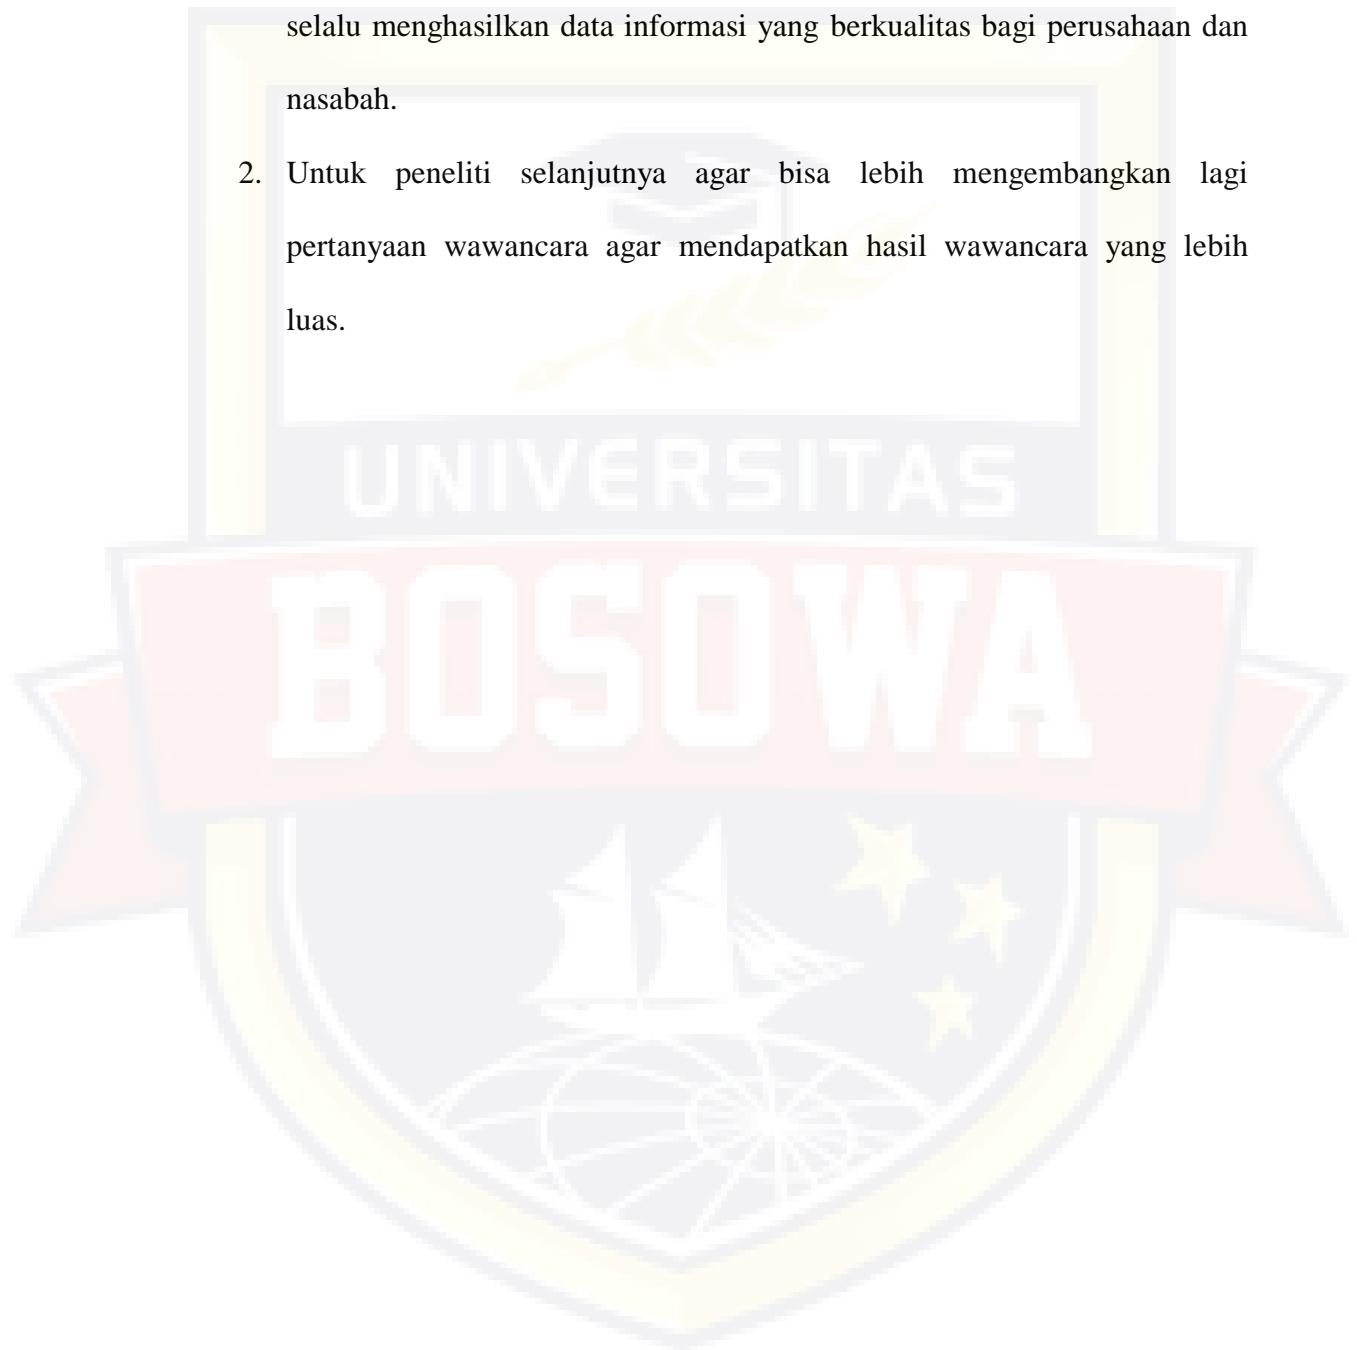 selalu menghasilkan data informasi yang berkualitas bagi perusahaan dan
nasabah.
2. Untuk peneliti selanjutnya agar bisa lebih mengembangkan lagi
pertanyaan wawancara agar mendapatkan hasil wawancara yang lebih
luas.
UNIVERSITAS
BOSOWA